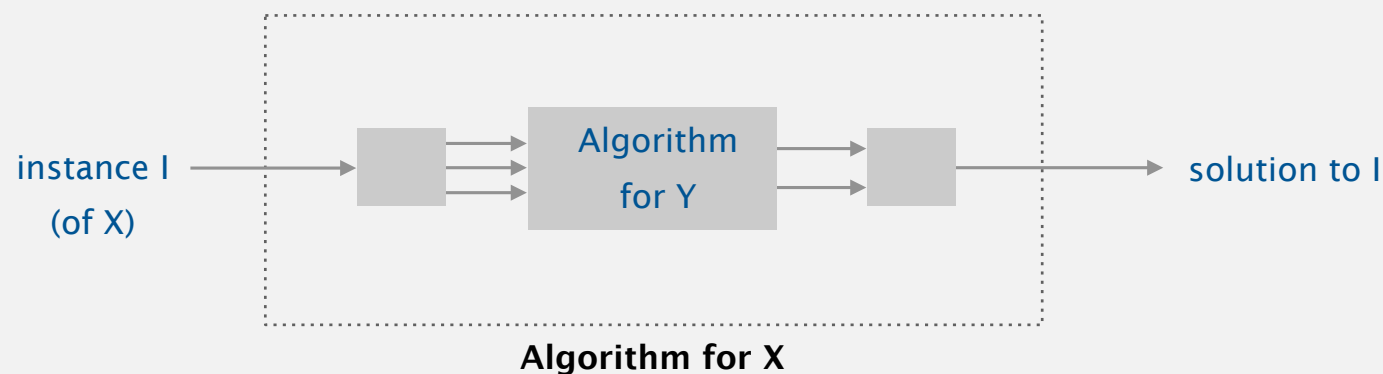 instance I
(of X)
Algorithm
for Y
solution to I
Algorithm for X